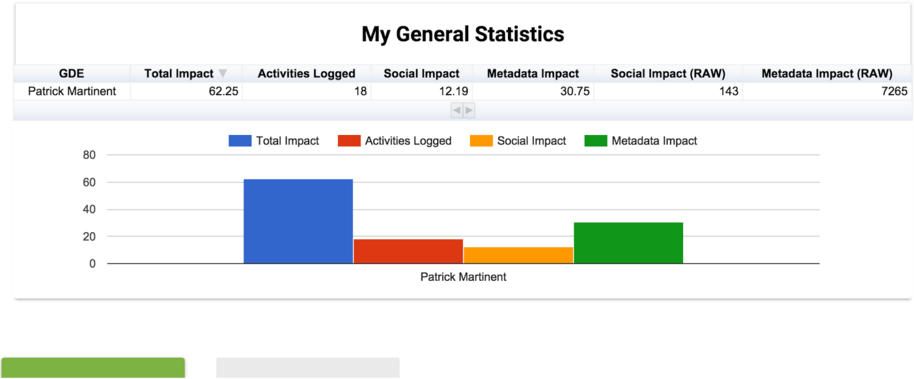 My General Statistics
GDE Total Impact Activities Logged Social Impact Metadata Impact Social Impact (RAW) Metadata Impact (RAW)
Patrick Martinent 62.25 18 12.19 30.75 143 7265
Total Impact Activities Logged Social Impact Metadata Impact
80
60
40
20
0
Patrick Martinent